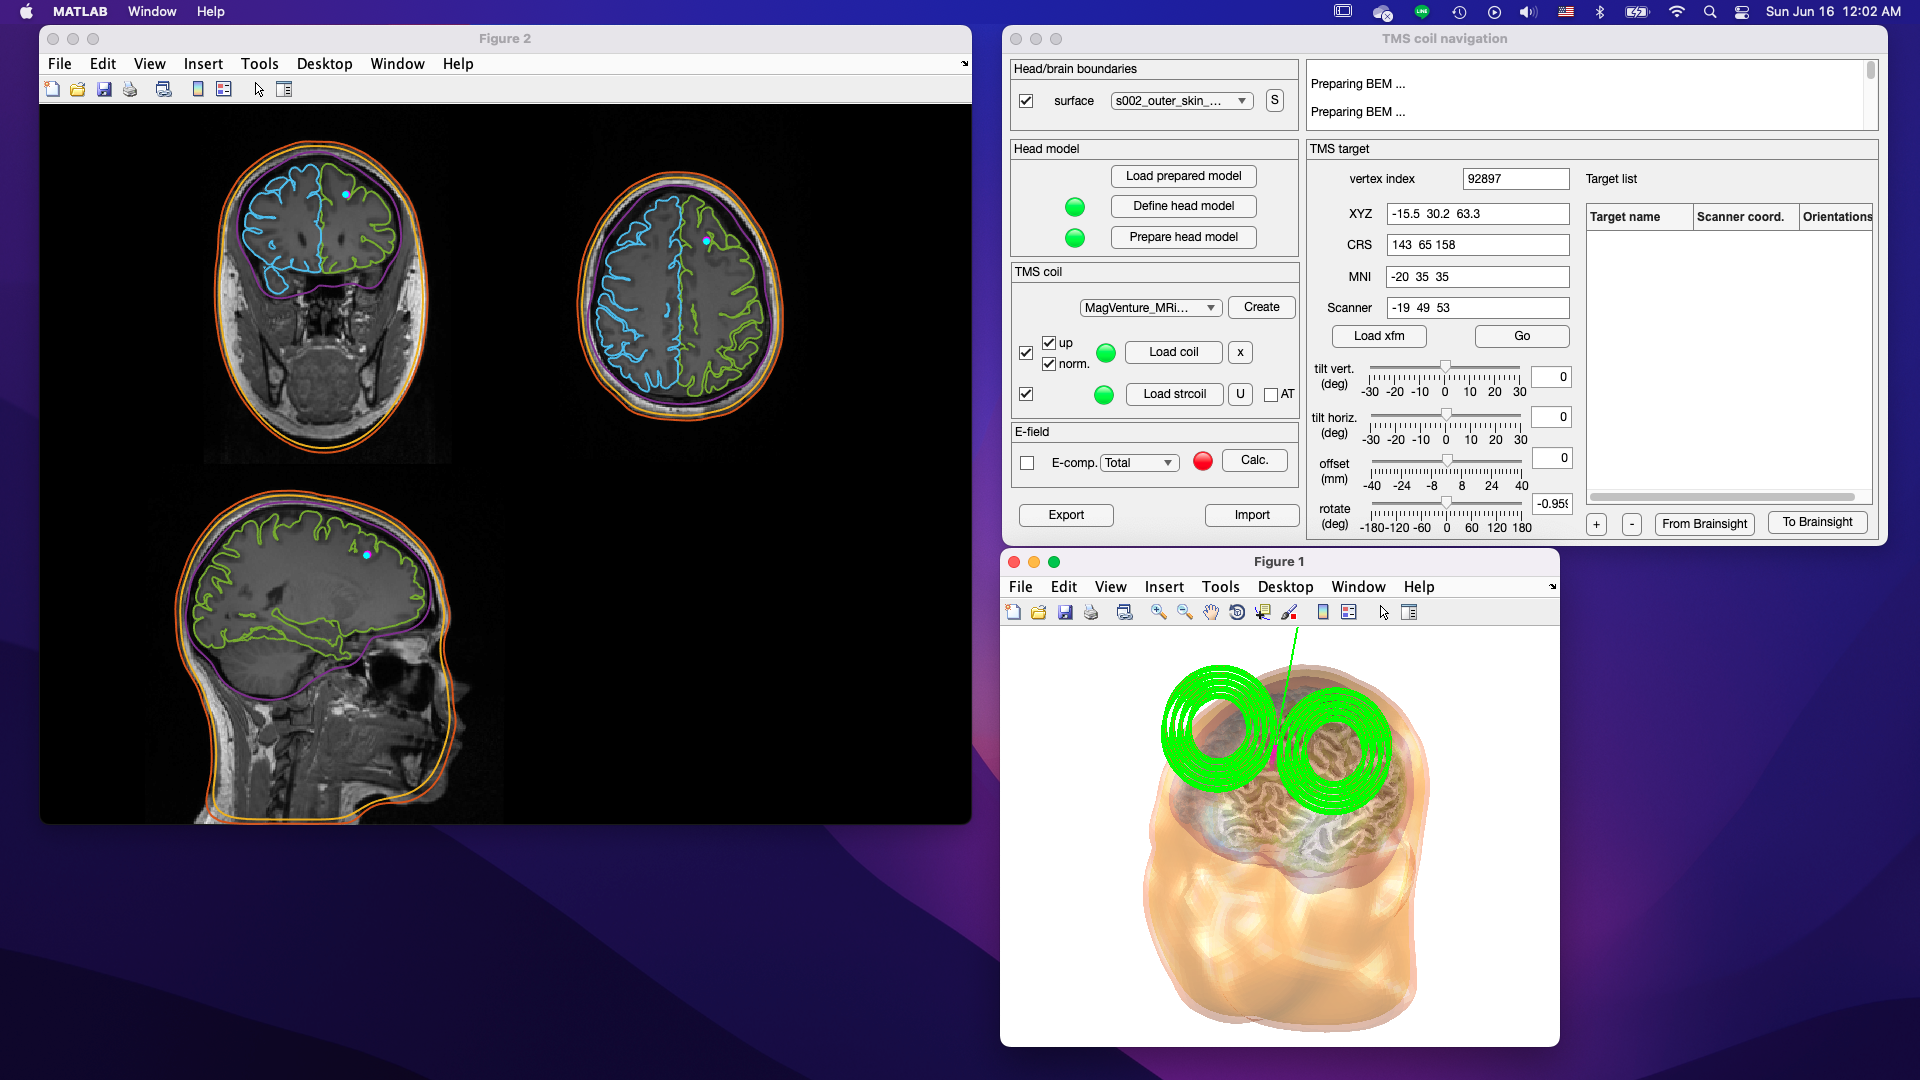 MATLAB Window Help
Sun Jun 16 12:02 AM
Figure 2
File Edit View Insert Tools Desktop Window Help
TMS coil navigation
Head/brain boundaries
surface s002_outer_skin_... S
Preparing BEM ...
Preparing BEM ...
Head model
Load prepared model
Define head model
Prepare head model
TMS coil
MagVenture_MRi... Create
up
norm.
Load coil x
Load strcoil U AT
E-field
E-comp. Total Calc.
Export Import
TMS target
vertex index 92897
XYZ -15.5 30.2 63.3
CRS 143 65 158
MNI -20 35 35
Scanner -19 49 53
Load xfm Go
tilt vert.
(deg)
0
-30 -20 -10 0 10 20 30
tilt horiz.
(deg)
0
-30 -20 -10 0 10 20 30
offset
(mm)
0
-40 -24 -8 8 24 40
rotate
(deg)
-0.959
-180 -120 -60 0 60 120 180
Target list
Target name Scanner coord. Orientations
+ - From Brainsight To Brainsight
Figure 1
File Edit View Insert Tools Desktop Window Help